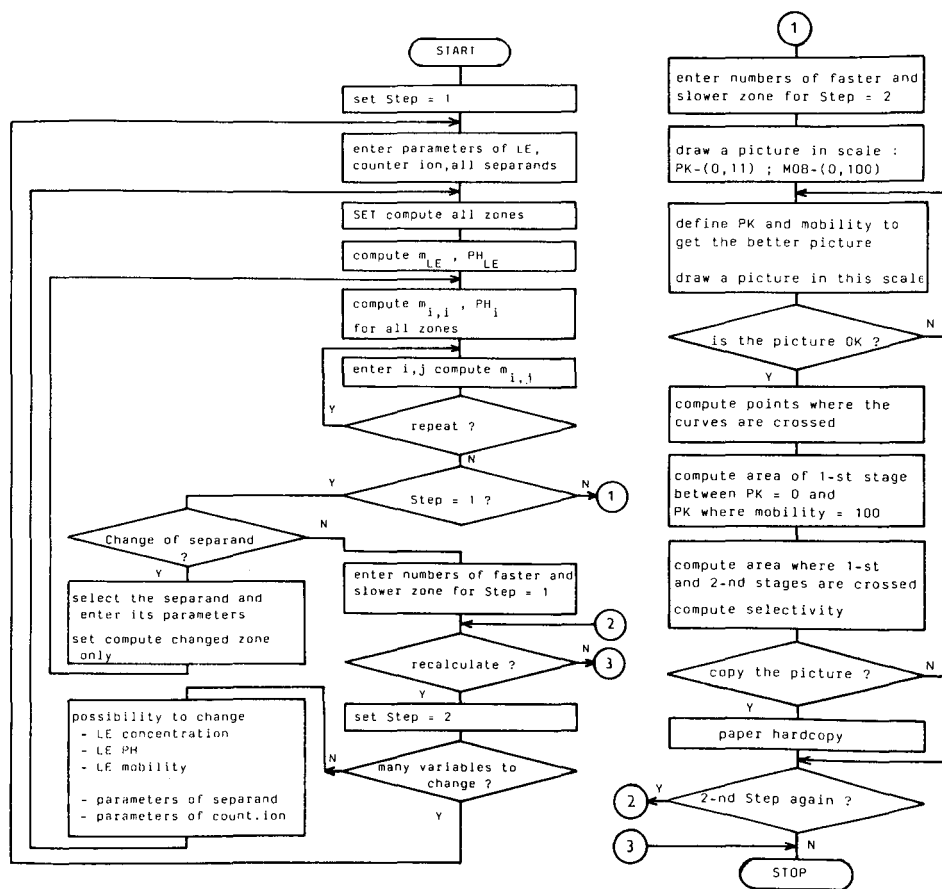 START
set Step = 1
enter parameters of LE,
counter ion,all separands
SET compute all zones
compute m_LE , PH_LE
compute m_i,i , PH_i
for all zones
enter i,j compute m_i,j
Y
repeat ?
N
Y
Step = 1 ?
N
1
Change of separand
?
N
Y
select the separand and
enter its parameters
set compute changed zone
only
enter numbers of faster and
slower zone for Step = 1
2
recalculate ?
N
3
Y
set Step = 2
possibility to change
- LE concentration
- LE PH
- LE mobility
- parameters of separand
- parameters of count.ion
N
many variables to
change ?
Y
1
enter numbers of faster and
slower zone for Step = 2
draw a picture in scale :
PK-(0,11) ; MOB-(0,100)
define PK and mobility to
get the better picture
draw a picture in this scale
is the picture OK ?
N
Y
compute points where the
curves are crossed
compute area of 1-st stage
between PK = 0 and
PK where mobility = 100
compute area where 1-st
and 2-nd stages are crossed
compute selectivity
copy the picture ?
N
Y
paper hardcopy
2
Y
2-nd Step again ?
3
N
STOP